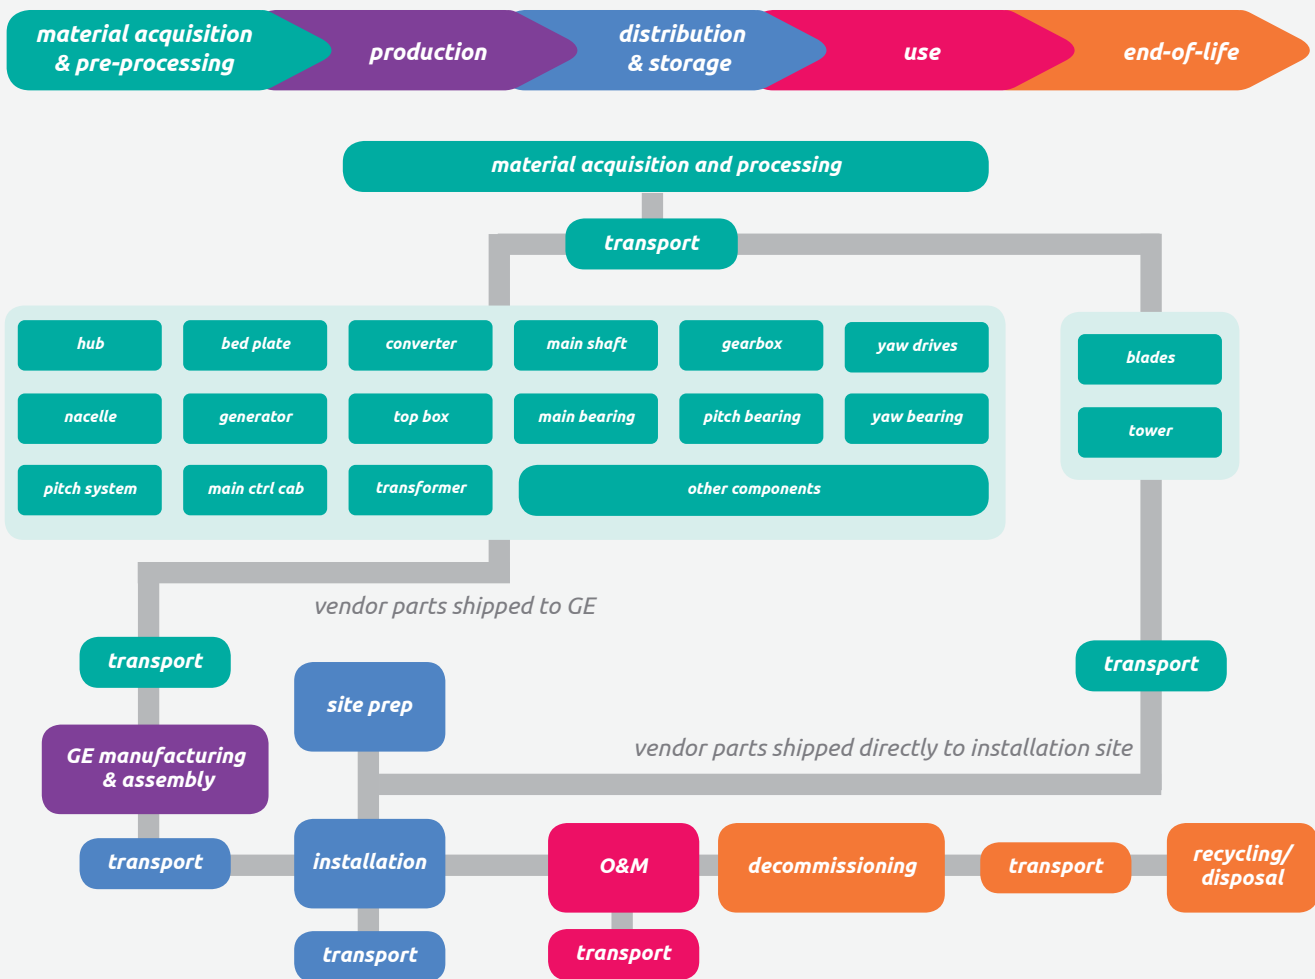 material acquisition
& pre-processing
production
distribution
& storage
use
end-of-life
material acquisition and processing
transport
hub
bed plate
converter
main shaft
gearbox
yaw drives
blades
nacelle
generator
top box
main bearing
pitch bearing
yaw bearing
tower
pitch system
main ctrl cab
transformer
other components
vendor parts shipped to GE
transport
site prep
transport
GE manufacturing
& assembly
vendor parts shipped directly to installation site
transport
installation
O&M
decommissioning
transport
recycling/
disposal
transport
transport